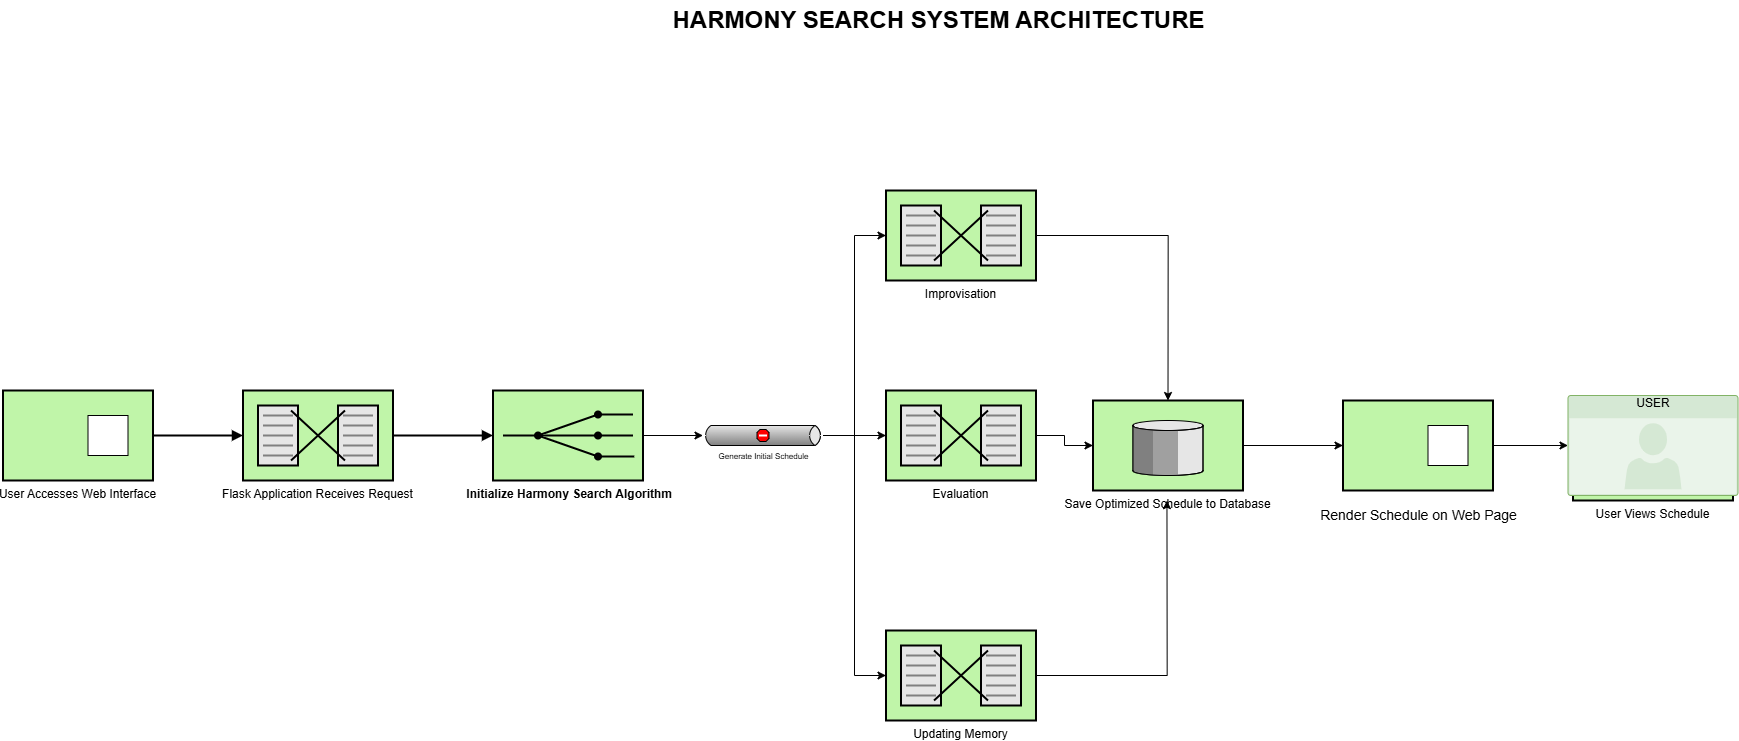 HARMONY SEARCH SYSTEM ARCHITECTURE
Improvisation
USER
Generate Initial Schedule
User Accesses Web Interface
Flask Application Receives Request
Initialize Harmony Search Algorithm
Evaluation
Save Optimized Schedule to Database
Render Schedule on Web Page
User Views Schedule
Updating Memory